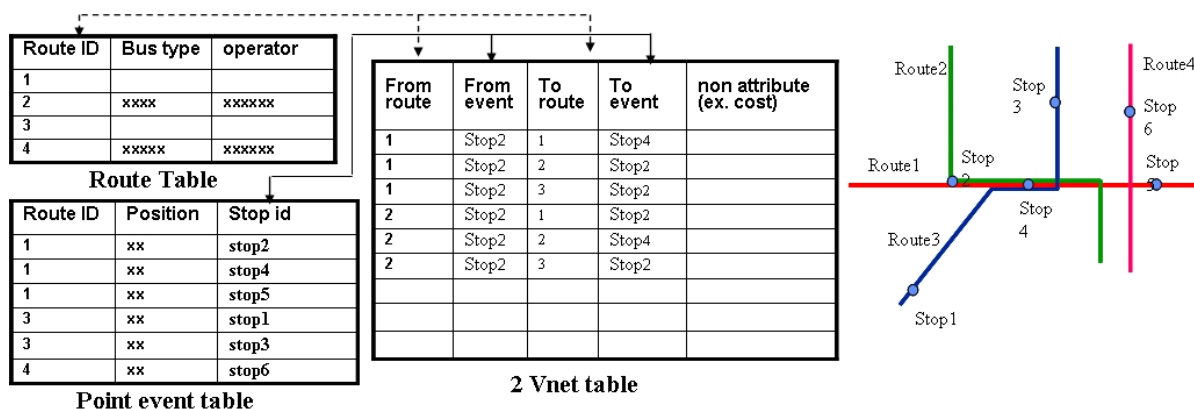 Route ID Bus type operator
1
2 xxxx xxxxxx
3
4 xxxxx xxxxxx
Route Table
Route ID Position Stop id
1 xx stop2
1 xx stop4
1 xx stop5
3 xx stop1
3 xx stop3
4 xx stop6
Point event table
From route From event To route To event non attribute (ex. cost)
1 Stop2 1 Stop4
1 Stop2 2 Stop2
1 Stop2 3 Stop2
2 Stop2 1 Stop2
2 Stop2 2 Stop4
2 Stop2 3 Stop2
2 Vnet table
Route2
Route4
Stop
3
Stop
6
Route1
Stop
2
Stop
5
Stop
4
Route3
Stop1